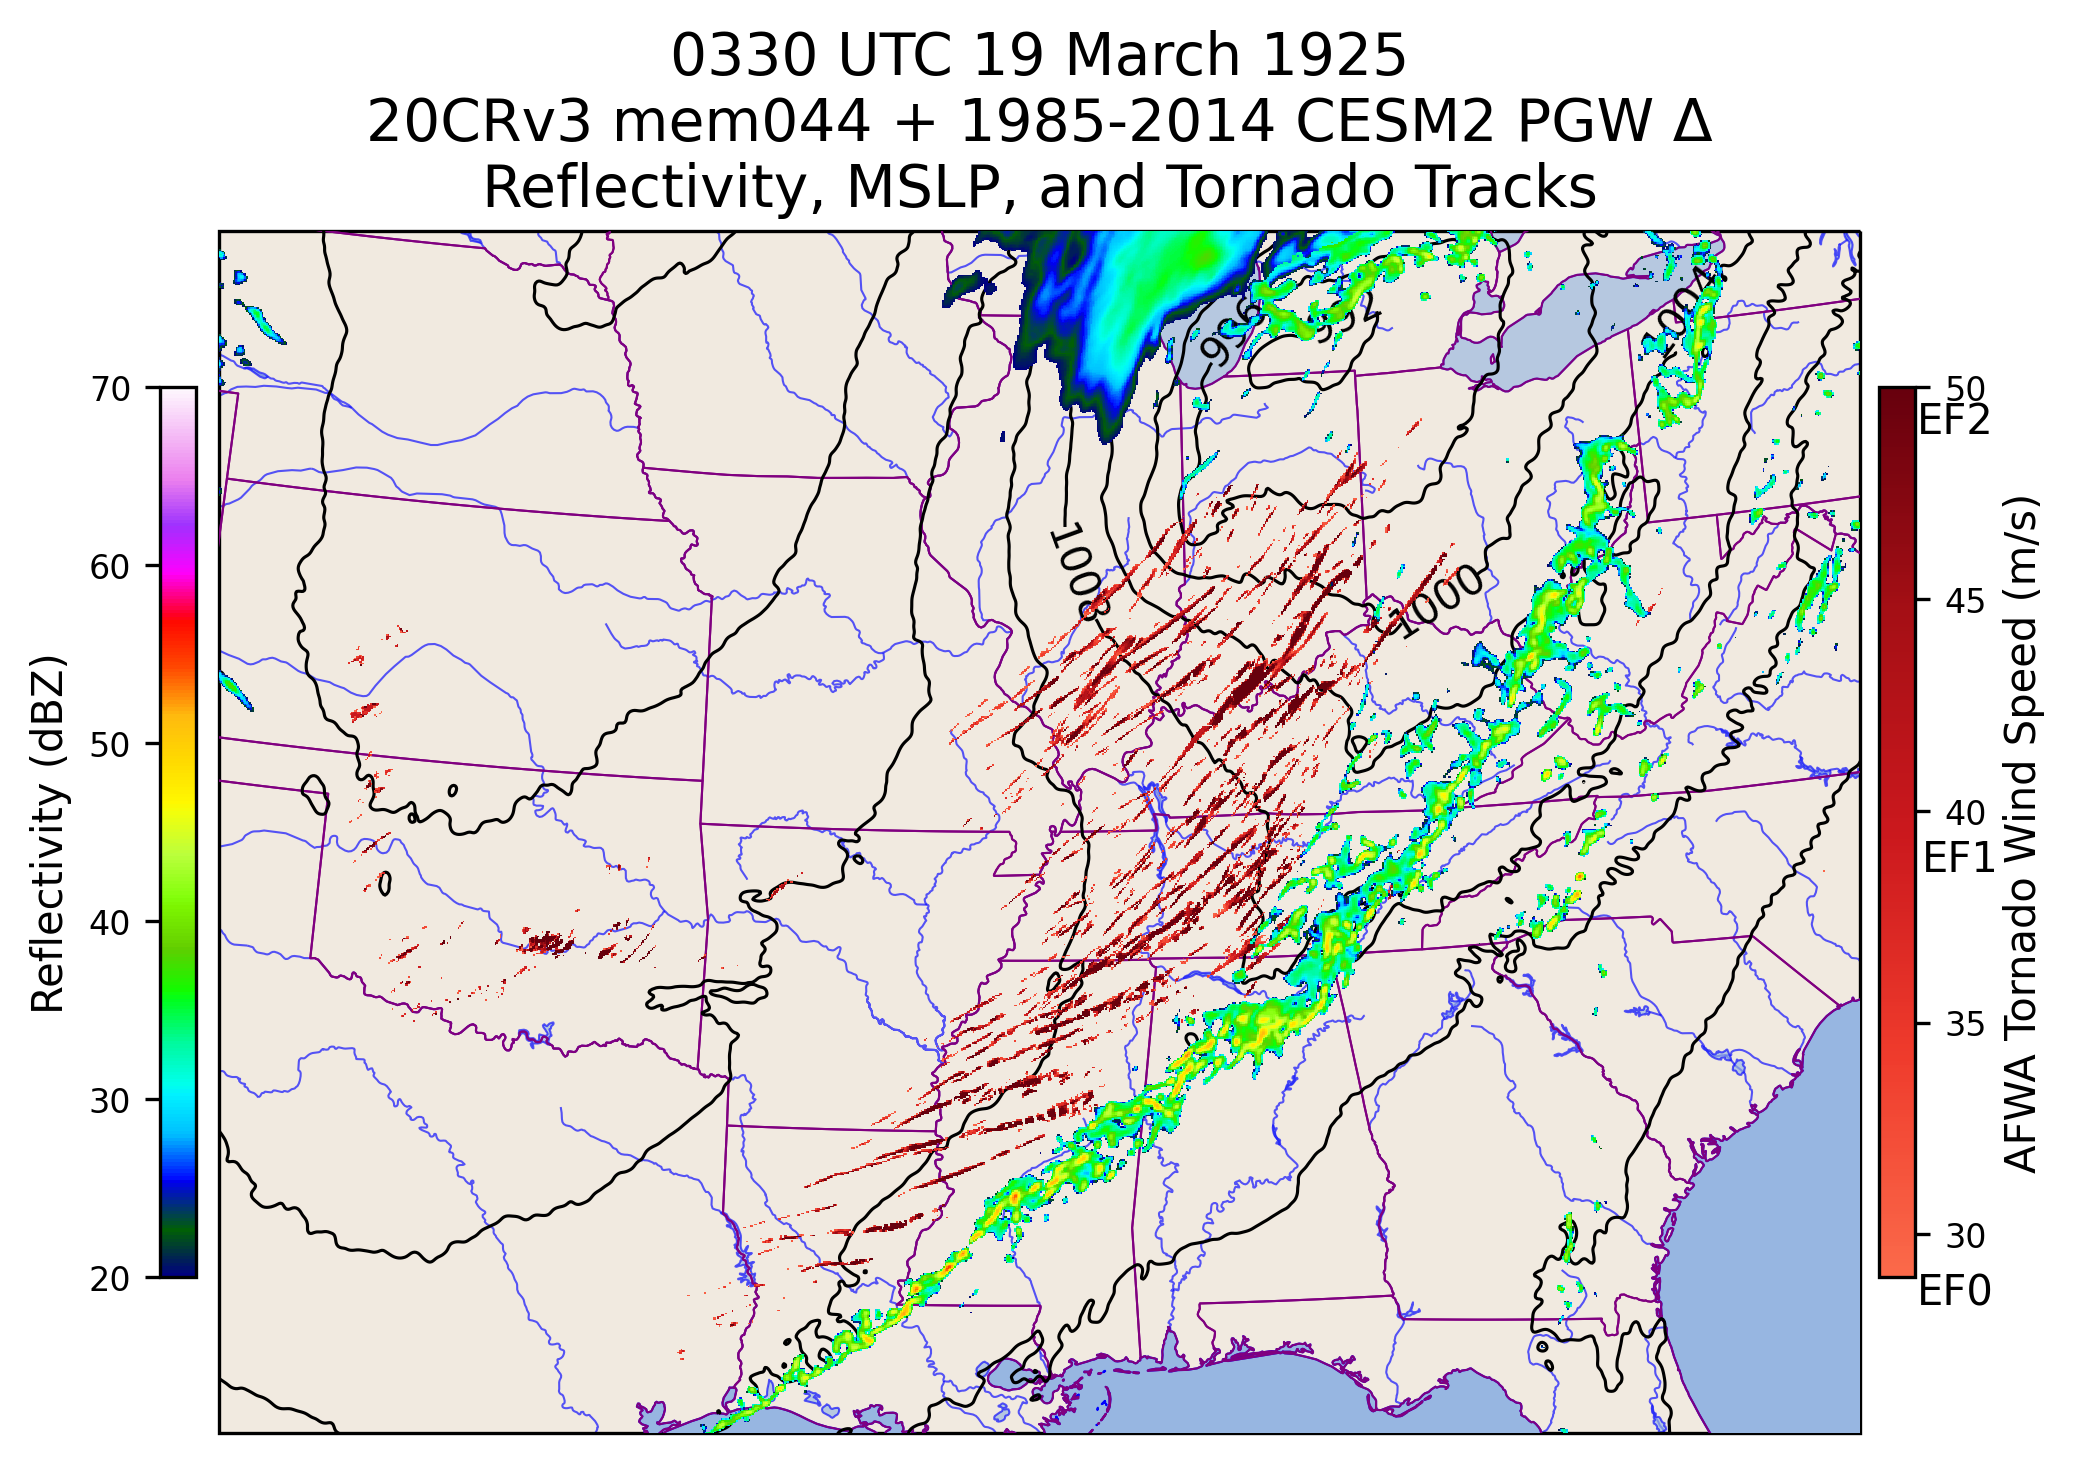 0330 UTC 19 March 1925
20CRv3 mem044 + 1985-2014 CESM2 PGW Δ
Reflectivity, MSLP, and Tornado Tracks
Reflectivity (dBZ)
70
60
50
40
30
20
996
1004
1008
1000
50
EF2
45
40
EF1
35
30
EF0
AFWA Tornado Wind Speed (m/s)